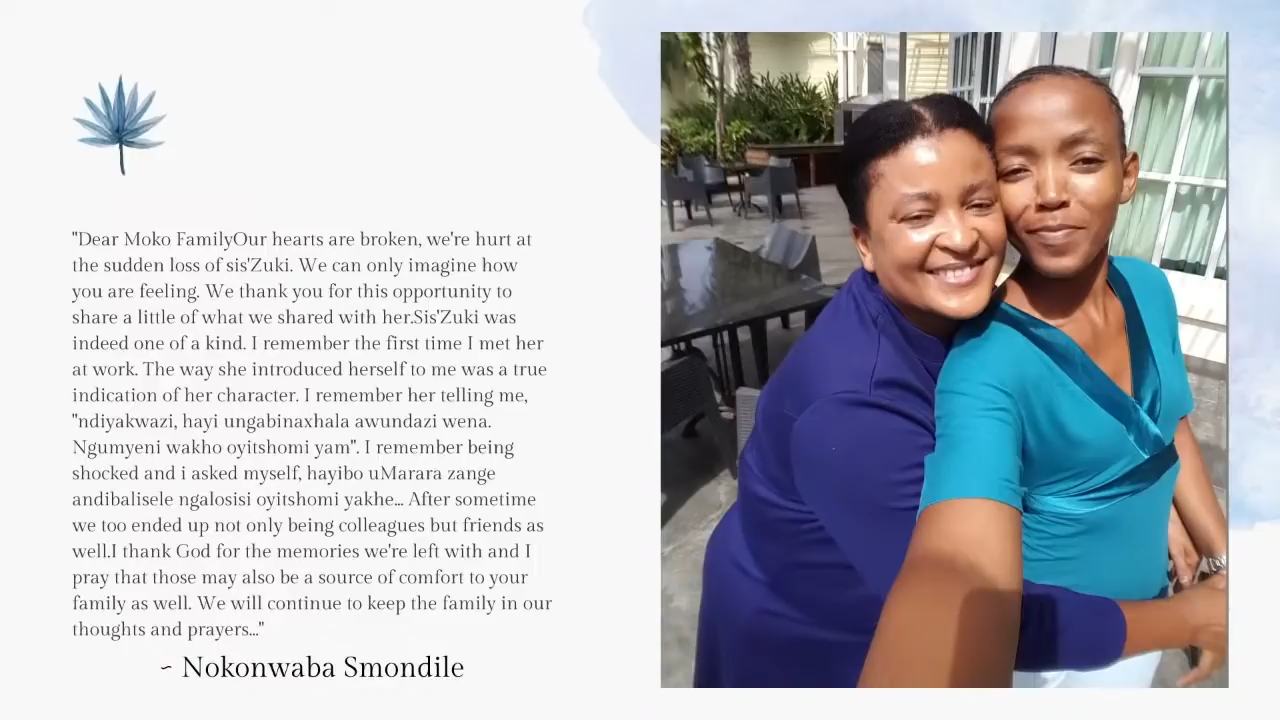 "Dear Moko FamilyOur hearts are broken, we're hurt at
the sudden loss of sis'Zuki. We can only imagine how
you are feeling. We thank you for this opportunity to
share a little of what we shared with her.Sis'Zuki was
indeed one of a kind. I remember the first time I met her
at work. The way she introduced herself to me was a true
indication of her character. I remember her telling me,
"ndiyakwazi, hayi ungabinaxhala awundazi wena.
Ngumyeni wakho oyitshomi yam". I remember being
shocked and i asked myself, hayibo uMarara zange
andibalisele ngalosisi oyitshomi yakhe... After sometime
we too ended up not only being colleagues but friends as
well.I thank God for the memories we're left with and I
pray that those may also be a source of comfort to your
family as well. We will continue to keep the family in our
thoughts and prayers..."
~ Nokonwaba Smondile